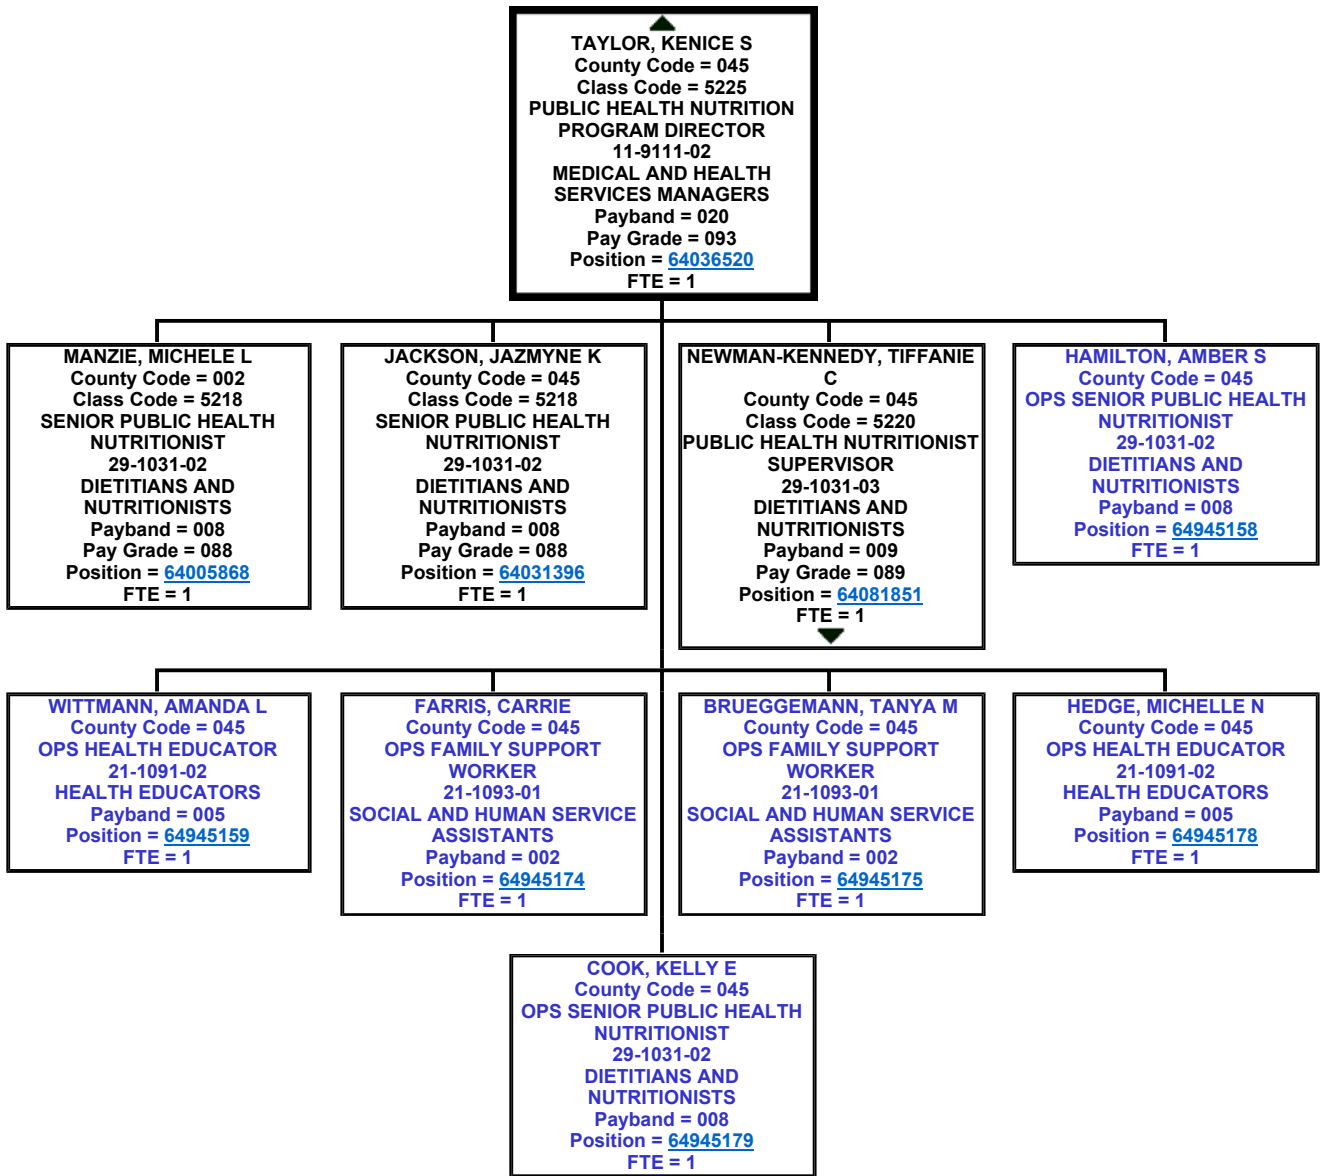 TAYLOR, KENICE S
County Code = 045
Class Code = 5225
PUBLIC HEALTH NUTRITION
PROGRAM DIRECTOR
11-9111-02
MEDICAL AND HEALTH
SERVICES MANAGERS
Payband = 020
Pay Grade = 093
Position = 64036520
FTE = 1
MANZIE, MICHELE L
County Code = 002
Class Code = 5218
SENIOR PUBLIC HEALTH
NUTRITIONIST
29-1031-02
DIETITIANS AND
NUTRITIONISTS
Payband = 008
Pay Grade = 088
Position = 64005868
FTE = 1
JACKSON, JAZMYNE K
County Code = 045
Class Code = 5218
SENIOR PUBLIC HEALTH
NUTRITIONIST
29-1031-02
DIETITIANS AND
NUTRITIONISTS
Payband = 008
Pay Grade = 088
Position = 64031396
FTE = 1
NEWMAN-KENNEDY, TIFFANIE
C
County Code = 045
Class Code = 5220
PUBLIC HEALTH NUTRITIONIST
SUPERVISOR
29-1031-03
DIETITIANS AND
NUTRITIONISTS
Payband = 009
Pay Grade = 089
Position = 64081851
FTE = 1
HAMILTON, AMBER S
County Code = 045
OPS SENIOR PUBLIC HEALTH
NUTRITIONIST
29-1031-02
DIETITIANS AND
NUTRITIONISTS
Payband = 008
Position = 64945158
FTE = 1
WITTMANN, AMANDA L
County Code = 045
OPS HEALTH EDUCATOR
21-1091-02
HEALTH EDUCATORS
Payband = 005
Position = 64945159
FTE = 1
FARRIS, CARRIE
County Code = 045
OPS FAMILY SUPPORT
WORKER
21-1093-01
SOCIAL AND HUMAN SERVICE
ASSISTANTS
Payband = 002
Position = 64945174
FTE = 1
BRUEGGEMANN, TANYA M
County Code = 045
OPS FAMILY SUPPORT
WORKER
21-1093-01
SOCIAL AND HUMAN SERVICE
ASSISTANTS
Payband = 002
Position = 64945175
FTE = 1
HEDGE, MICHELLE N
County Code = 045
OPS HEALTH EDUCATOR
21-1091-02
HEALTH EDUCATORS
Payband = 005
Position = 64945178
FTE = 1
COOK, KELLY E
County Code = 045
OPS SENIOR PUBLIC HEALTH
NUTRITIONIST
29-1031-02
DIETITIANS AND
NUTRITIONISTS
Payband = 008
Position = 64945179
FTE = 1